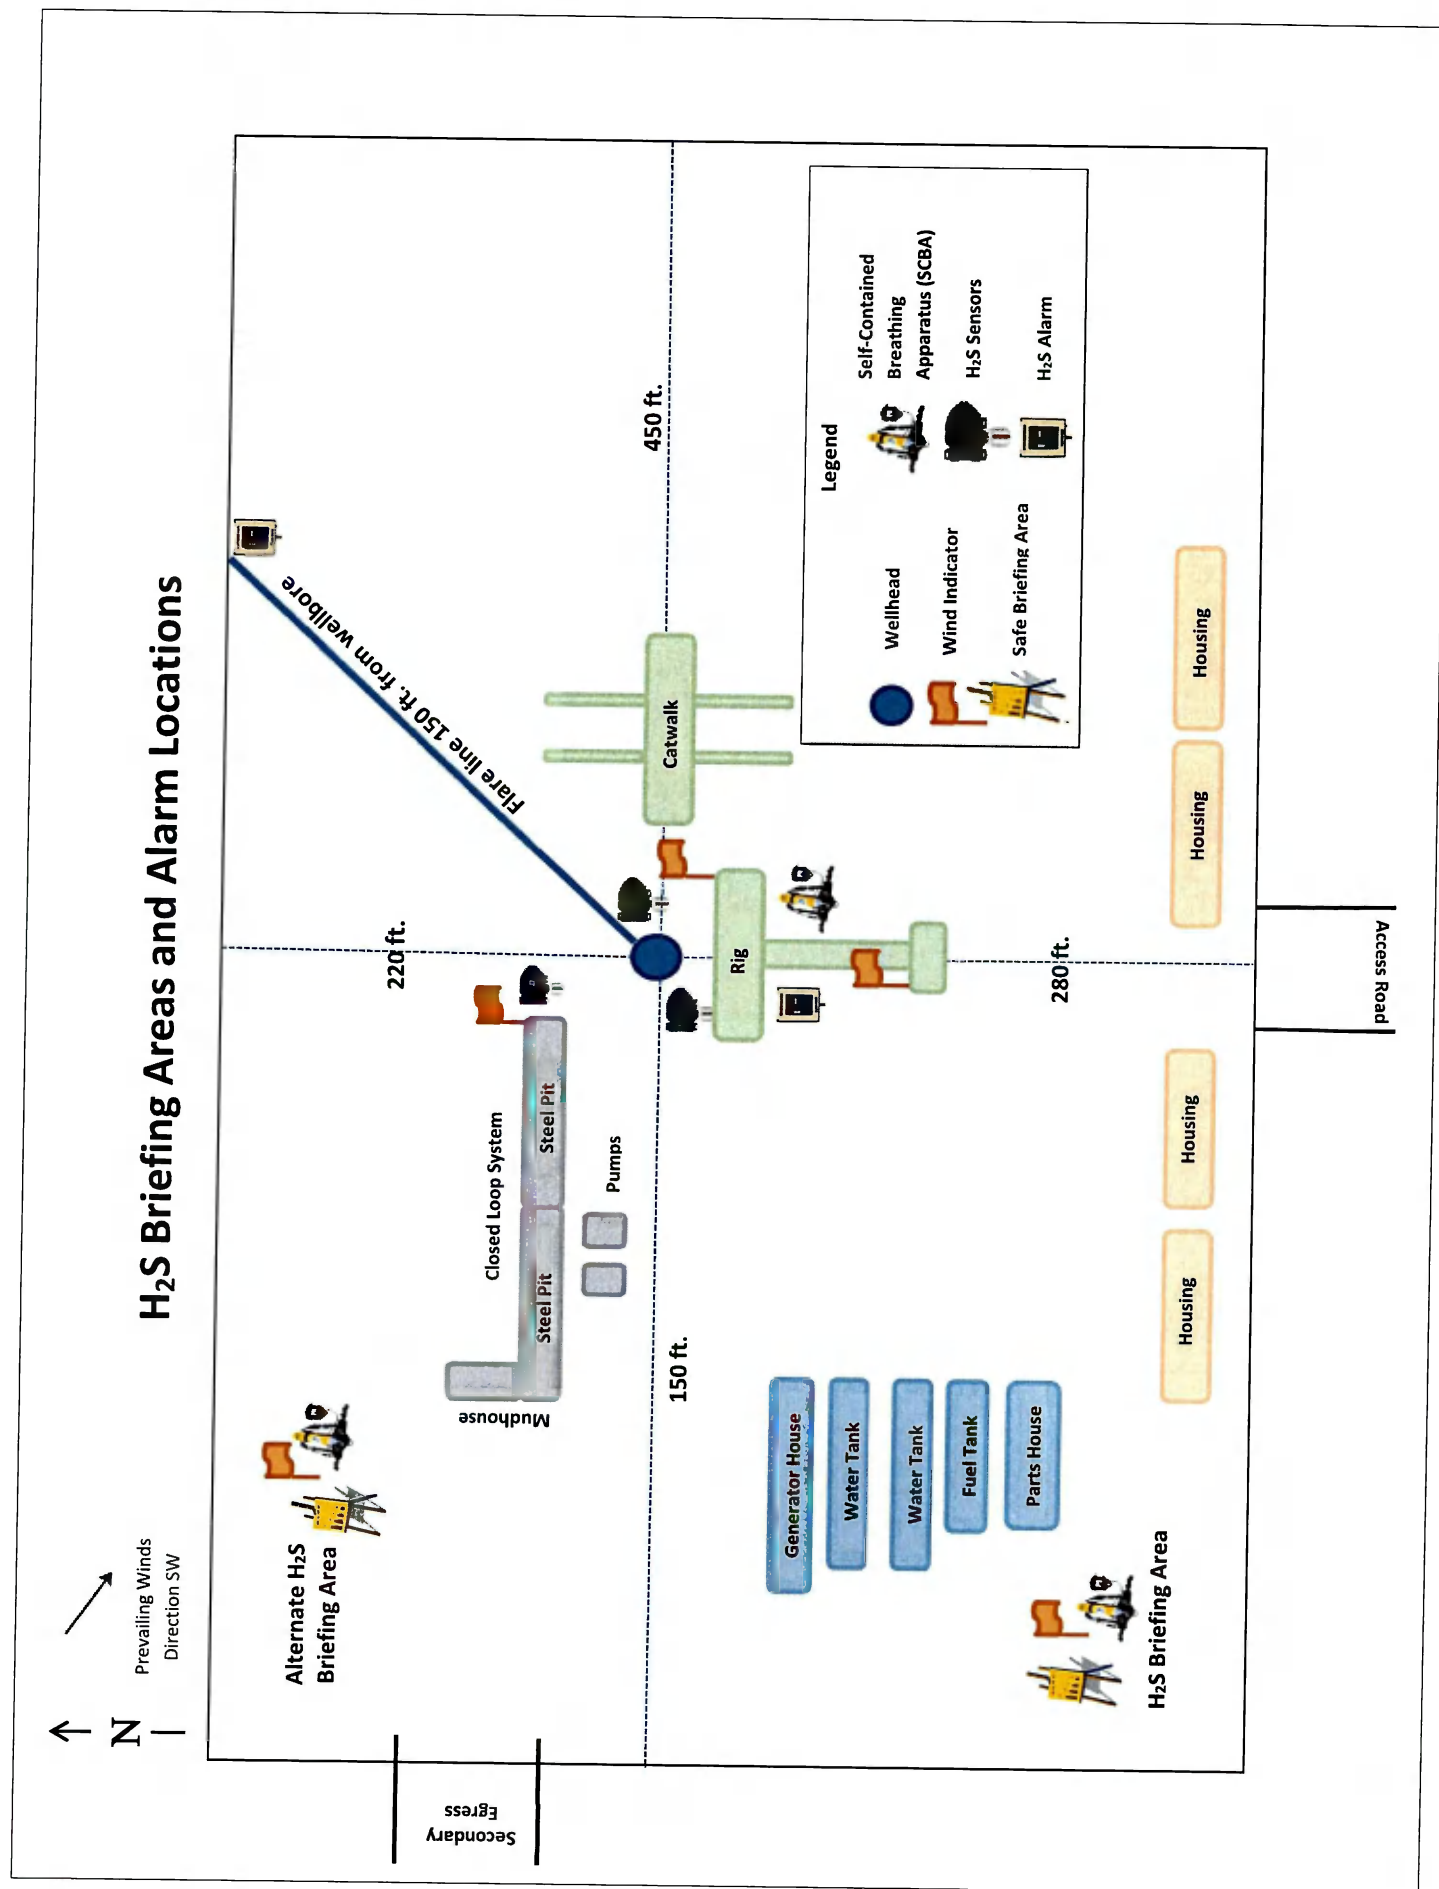 H₂S Briefing Areas and Alarm Locations
N
Prevailing Winds
Direction SW
Alternate H₂S
Briefing Area
Secondary
Egress
220 ft.
Flare line 150 ft. from wellbore
Closed Loop System
Mudhouse
Steel Pit
Steel Pit
Pumps
150 ft.
450 ft.
Catwalk
Rig
280 ft.
Generator House
Water Tank
Water Tank
Fuel Tank
Parts House
H₂S Briefing Area
Legend
Wellhead
Wind Indicator
Safe Briefing Area
Self-Contained
Breathing
Apparatus (SCBA)
H₂S Sensors
H₂S Alarm
Housing
Housing
Housing
Housing
Access Road